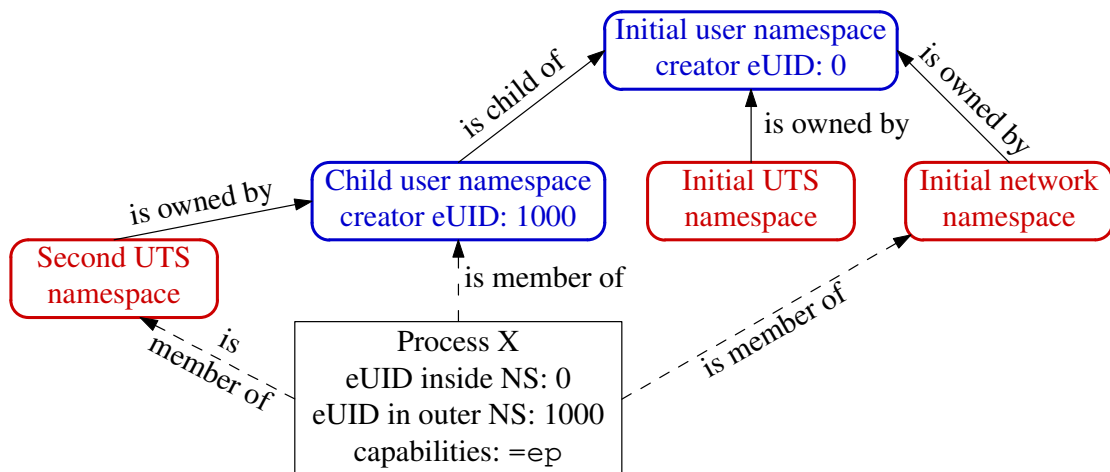 Initial user namespace
creator eUID: 0
is child of
is owned by
is owned by
Child user namespace
creator eUID: 1000
Initial UTS
namespace
Initial network
namespace
is owned by
Second UTS
namespace
is member of
is
member of
is member of
Process X
eUID inside NS: 0
eUID in outer NS: 1000
capabilities: =ep